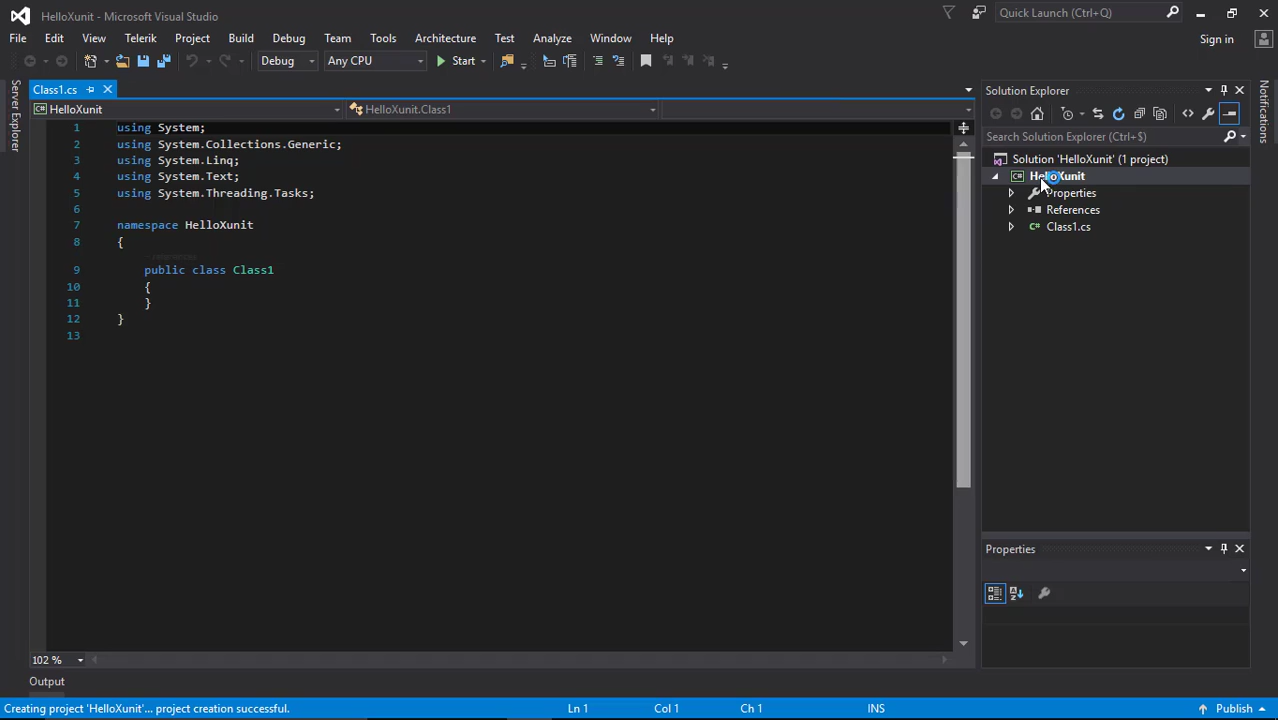 HelloXunit - Microsoft Visual Studio
Quick Launch (Ctrl+Q)
File Edit View Telerik Project Build Debug Team Tools Architecture Test Analyze Window Help
Sign in
Debug Any CPU Start
Server Explorer
Class1.cs
HelloXunit
HelloXunit.Class1
1 using System;
2 using System.Collections.Generic;
3 using System.Linq;
4 using System.Text;
5 using System.Threading.Tasks;
6
7 namespace HelloXunit
8 {
9 public class Class1
10 {
11 }
12 }
13
102 %
Output
Solution Explorer
Search Solution Explorer (Ctrl+$)
Solution 'HelloXunit' (1 project)
C# HelloXunit
Properties
References
C# Class1.cs
Properties
Notifications
Creating project 'HelloXunit'... project creation successful.
Ln 1 Col 1 Ch 1 INS
Publish